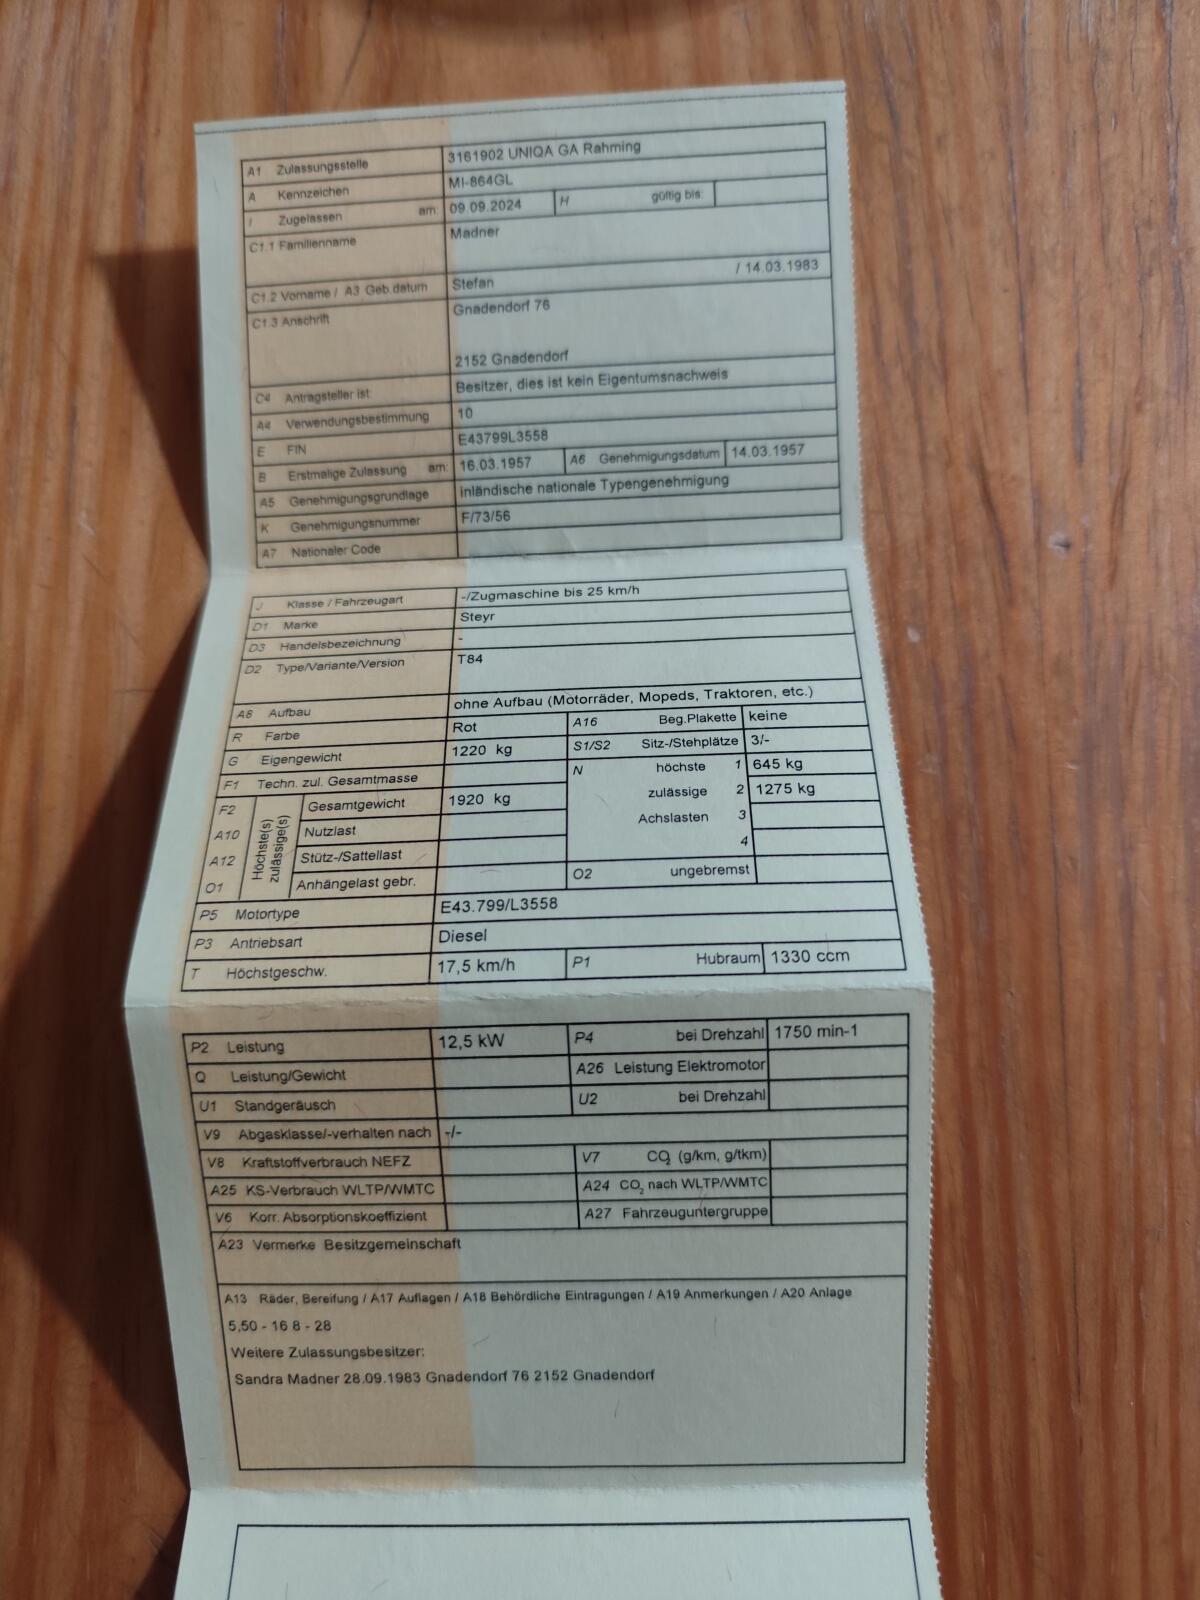 A1 Zulassungsstelle 3161902 UNIQA GA Rahming
A Kennzeichen MI-864GL
I Zugelassen am: 09.09.2024 H gültig bis:
C1.1 Familienname Madner
C1.2 Vorname / A3 Geb.datum Stefan / 14.03.1983
C1.3 Anschrift Gnadendorf 76
2152 Gnadendorf
C4 Antragsteller ist: Besitzer, dies ist kein Eigentumsnachweis
A4 Verwendungsbestimmung 10
E FIN E43799L3558
B Erstmalige Zulassung am: 16.03.1957 A6 Genehmigungsdatum 14.03.1957
A5 Genehmigungsgrundlage inländische nationale Typengenehmigung
K Genehmigungsnummer F/73/56
A7 Nationaler Code
J Klasse / Fahrzeugart -/Zugmaschine bis 25 km/h
D1 Marke Steyr
D3 Handelsbezeichnung -
D2 Type/Variante/Version T84
A8 Aufbau ohne Aufbau (Motorräder, Mopeds, Traktoren, etc.)
R Farbe Rot A16 Beg.Plakette keine
G Eigengewicht 1220 kg S1/S2 Sitz-/Stehplätze 3/-
F1 Techn. zul. Gesamtmasse N höchste 1 645 kg
F2 Höchste(s) zulässige(s) Gesamtgewicht 1920 kg zulässige 2 1275 kg
A10 Nutzlast Achslasten 3
A12 Stütz-/Sattellast 4
O1 Anhängelast gebr. O2 ungebremst
P5 Motortype E43.799/L3558
P3 Antriebsart Diesel
T Höchstgeschw. 17,5 km/h P1 Hubraum 1330 ccm
P2 Leistung 12,5 kW P4 bei Drehzahl 1750 min-1
Q Leistung/Gewicht A26 Leistung Elektromotor
U1 Standgeräusch U2 bei Drehzahl
V9 Abgasklasse/-verhalten nach -/-
V8 Kraftstoffverbrauch NEFZ V7 CO2 (g/km, g/tkm)
A25 KS-Verbrauch WLTP/WMTC A24 CO2 nach WLTP/WMTC
V6 Korr. Absorptionskoeffizient A27 Fahrzeuguntergruppe
A23 Vermerke Besitzgemeinschaft
A13 Räder, Bereifung / A17 Auflagen / A18 Behördliche Eintragungen / A19 Anmerkungen / A20 Anlage
5,50 - 16 8 - 28
Weitere Zulassungsbesitzer:
Sandra Madner 28.09.1983 Gnadendorf 76 2152 Gnadendorf